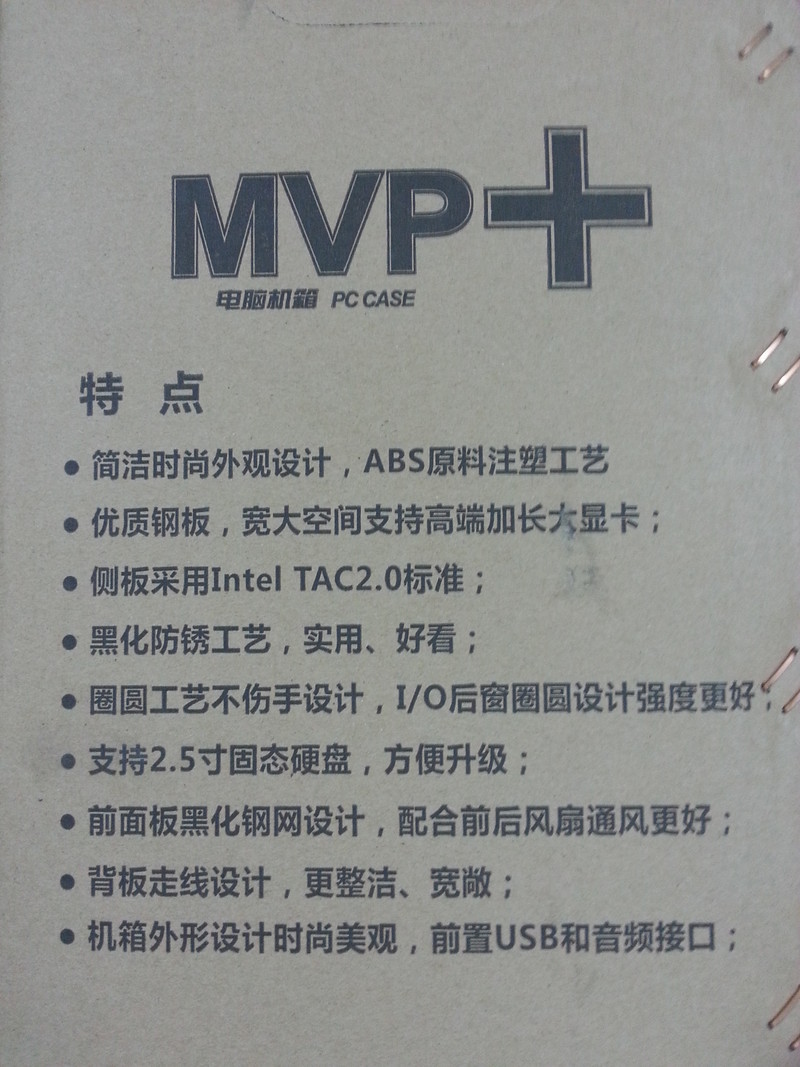 MVP+
电脑机箱 PC CASE
特 点
● 简洁时尚外观设计，ABS原料注塑工艺
● 优质钢板，宽大空间支持高端加长大显卡；
● 侧板采用Intel TAC2.0标准；
● 黑化防锈工艺，实用、好看；
● 圈圆工艺不伤手设计，I/O后窗圈圆设计强度更好；
● 支持2.5寸固态硬盘，方便升级；
● 前面板黑化钢网设计，配合前后风扇通风更好；
● 背板走线设计，更整洁、宽敞；
● 机箱外形设计时尚美观，前置USB和音频接口；